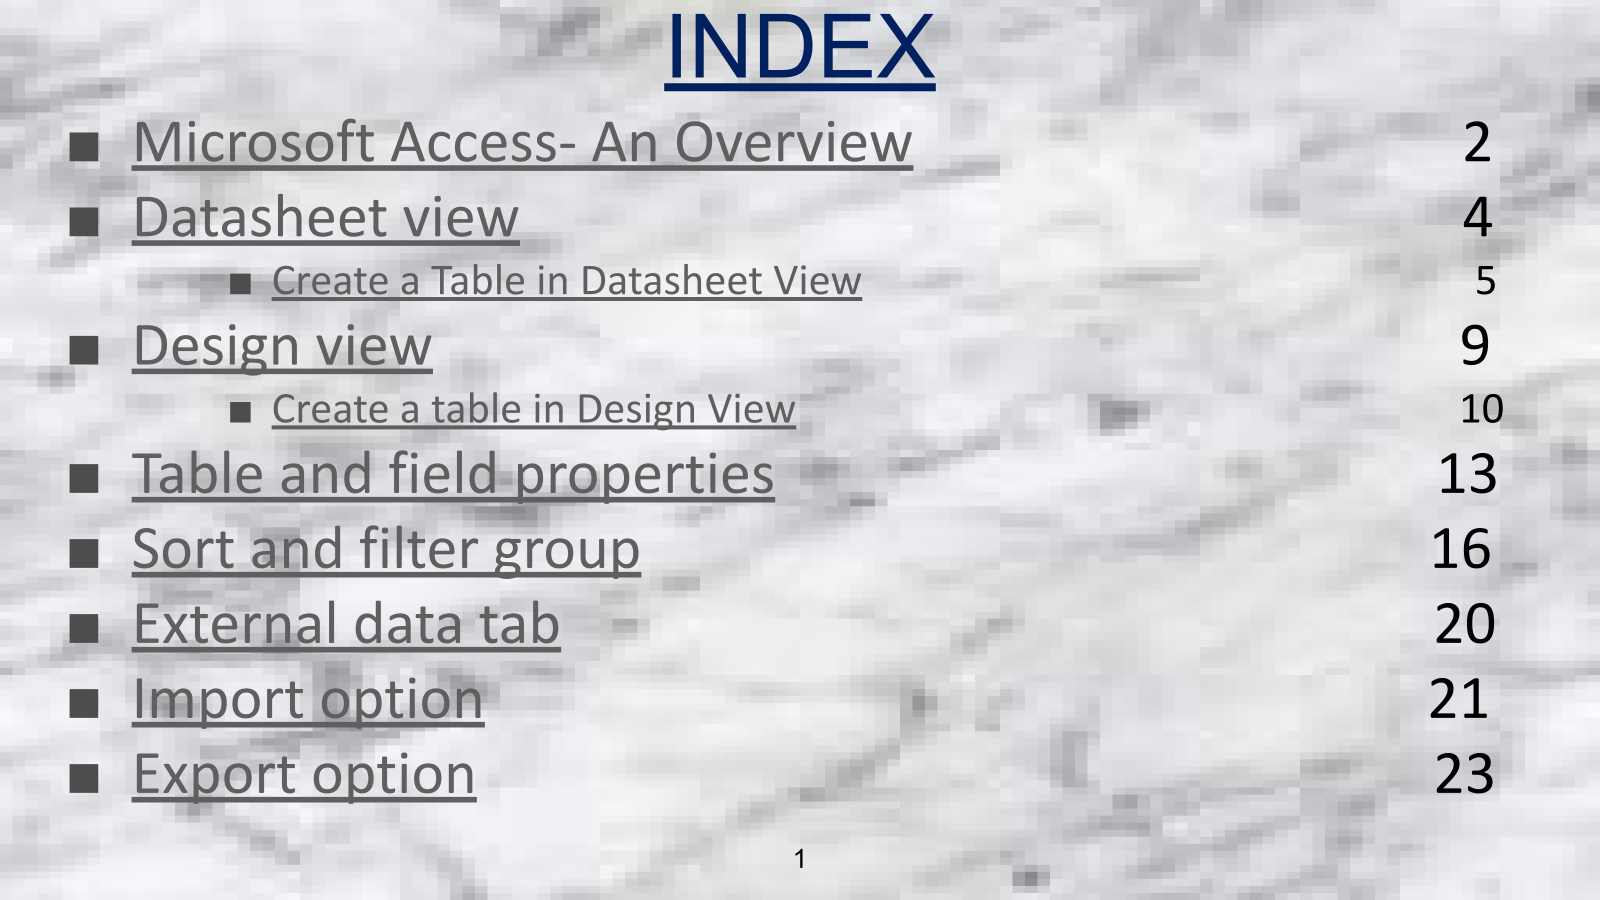 INDEX
■ Microsoft Access- An Overview 2
■ Datasheet view 4
■ Create a Table in Datasheet View 5
■ Design view 9
■ Create a table in Design View 10
■ Table and field properties 13
■ Sort and filter group 16
■ External data tab 20
■ Import option 21
■ Export option 23
1